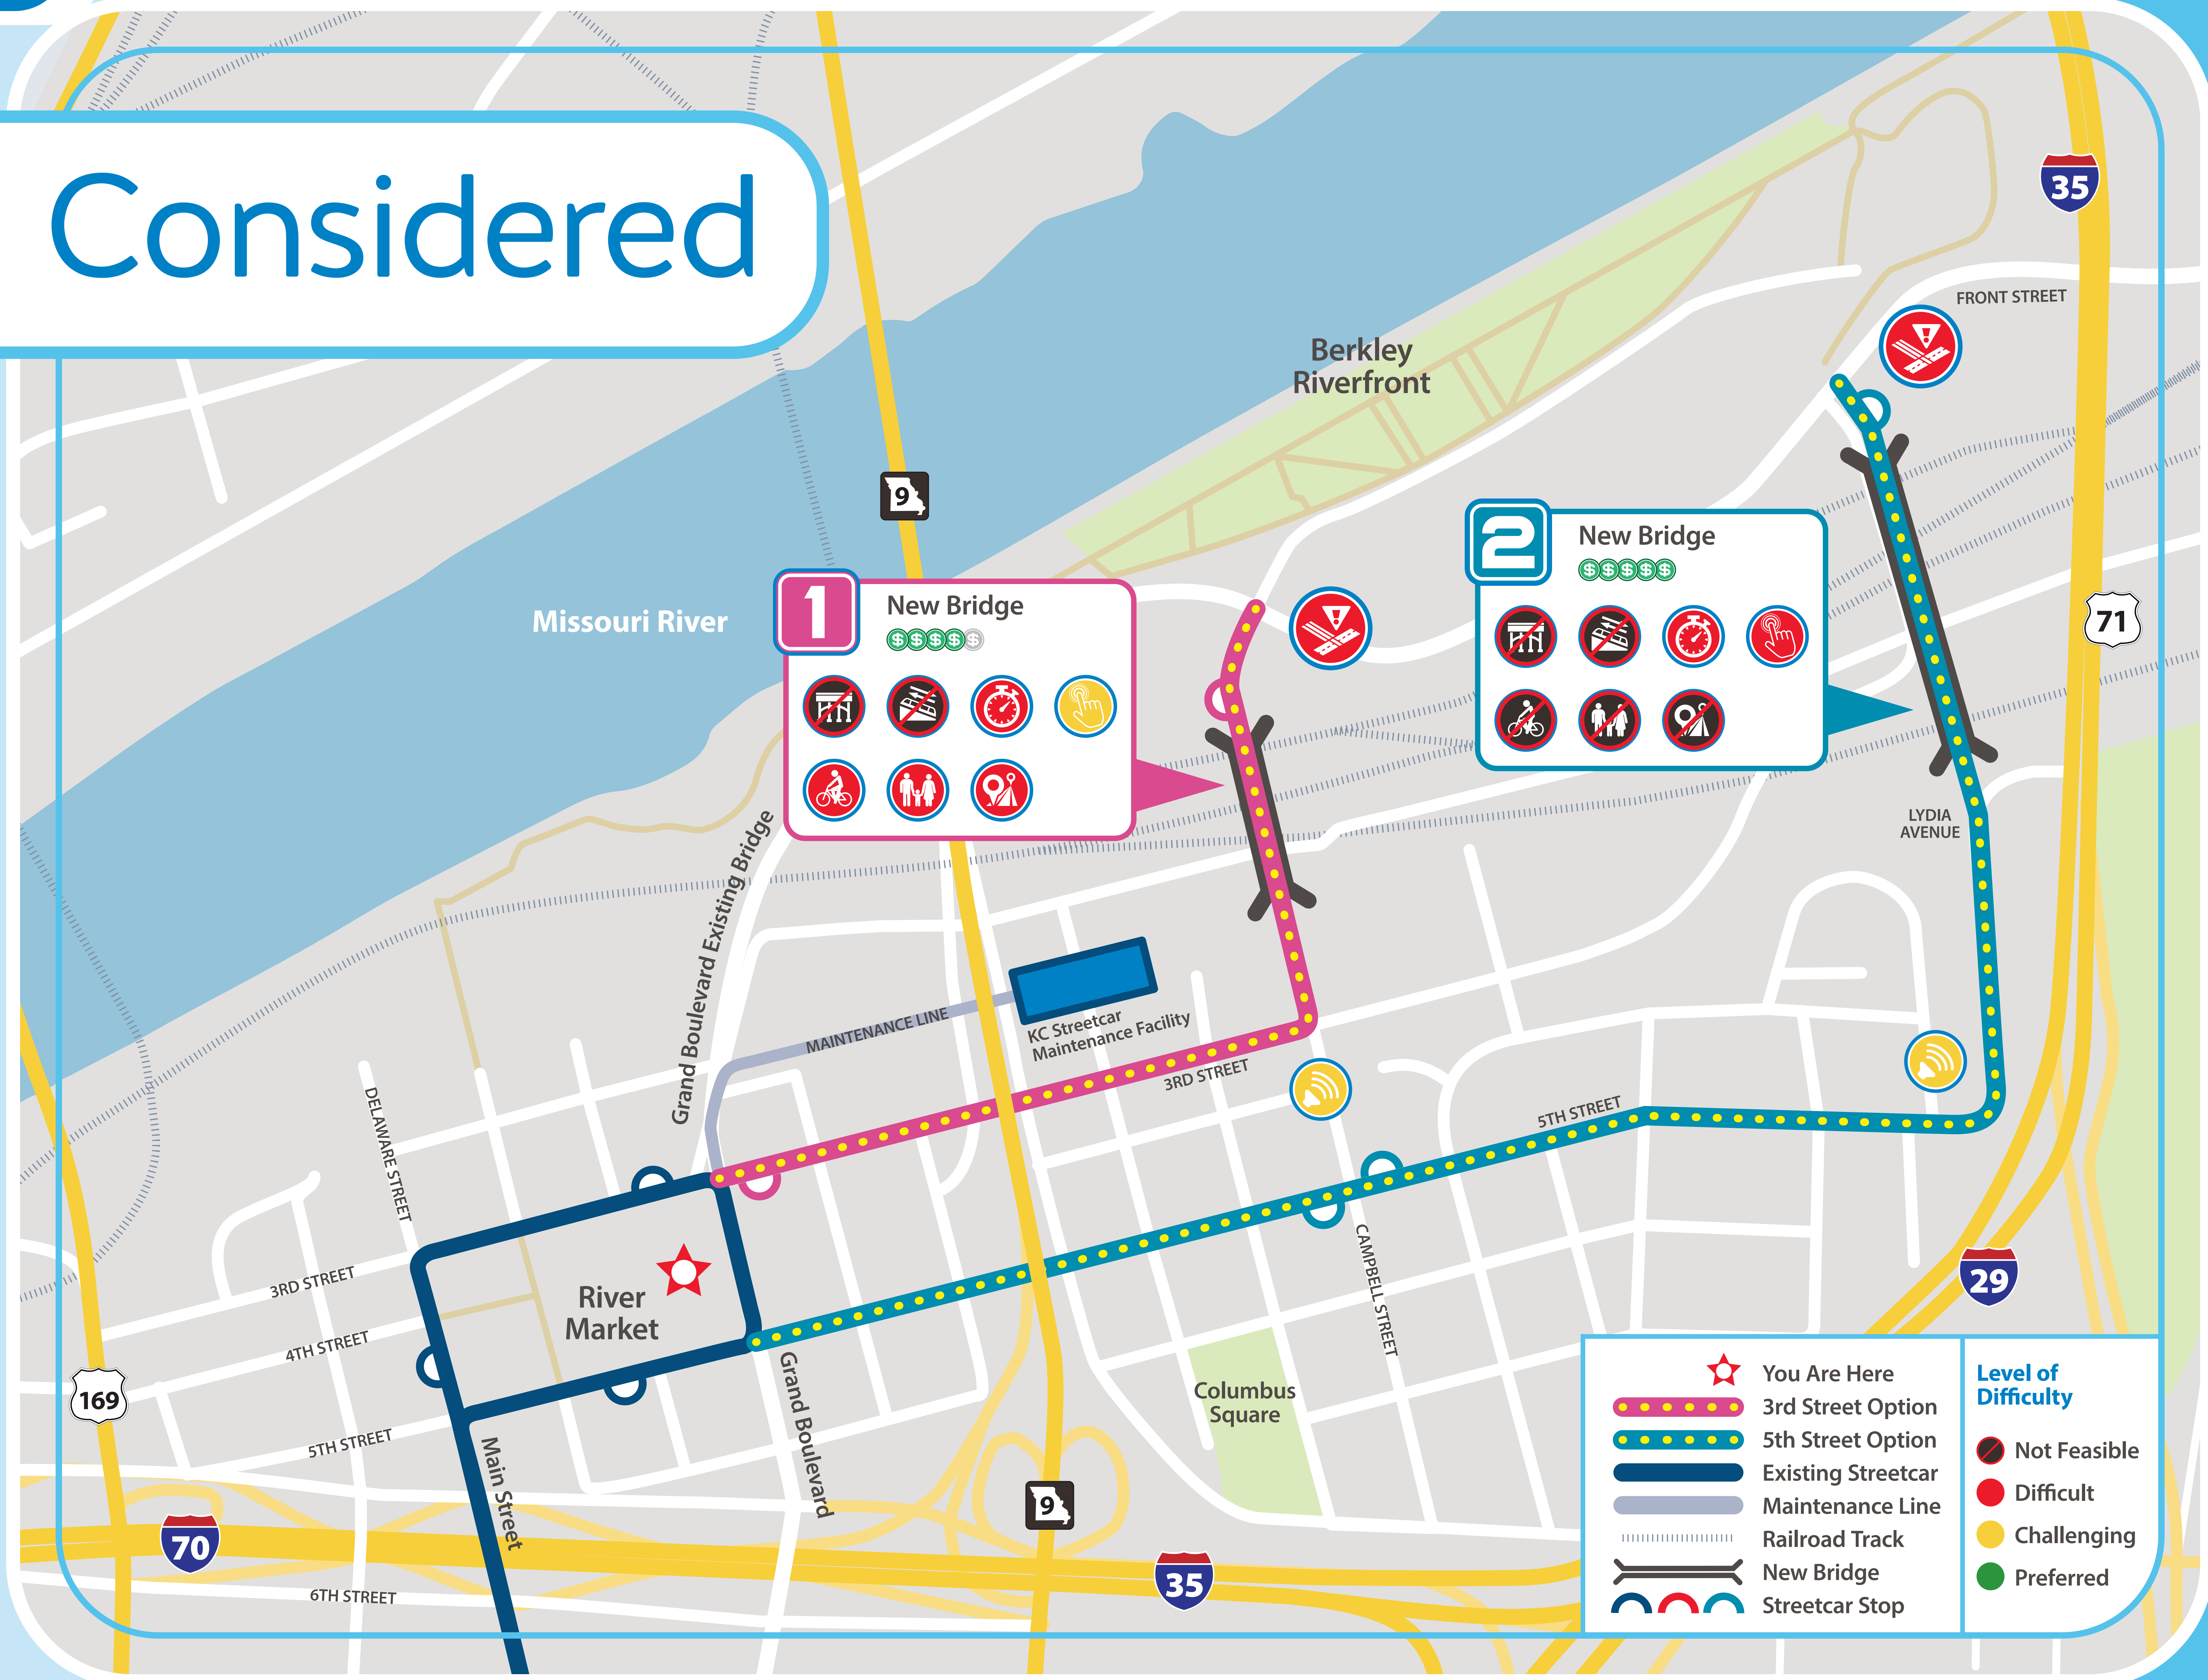 Considered
35
FRONT STREET
Berkley
Riverfront
9
2
New Bridge
$$$$$
1
New Bridge
$$$$$
Missouri River
71
LYDIA
AVENUE
Grand Boulevard Existing Bridge
MAINTENANCE LINE
KC Streetcar
Maintenance Facility
3RD STREET
5TH STREET
DELAWARE STREET
CAMPBELL STREET
3RD STREET
River
Market
4TH STREET
29
169
5TH STREET
Main Street
Grand Boulevard
Columbus
Square
9
70
35
6TH STREET
You Are Here
3rd Street Option
5th Street Option
Existing Streetcar
Maintenance Line
Railroad Track
New Bridge
Streetcar Stop
Level of
Difficulty
Not Feasible
Difficult
Challenging
Preferred